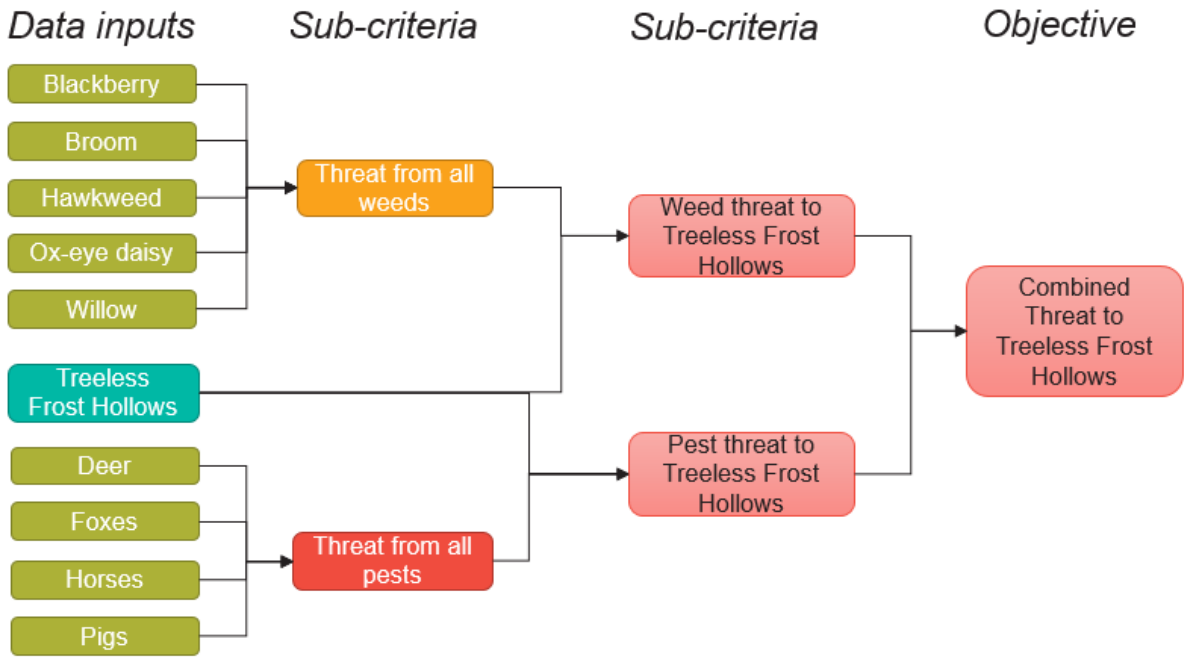 Data inputs
Sub-criteria
Sub-criteria
Objective
Blackberry
Broom
Hawkweed
Ox-eye daisy
Willow
Treeless
Frost Hollows
Deer
Foxes
Horses
Pigs
Threat from all
weeds
Threat from all
pests
Weed threat to
Treeless Frost
Hollows
Pest threat to
Treeless Frost
Hollows
Combined
Threat to
Treeless Frost
Hollows